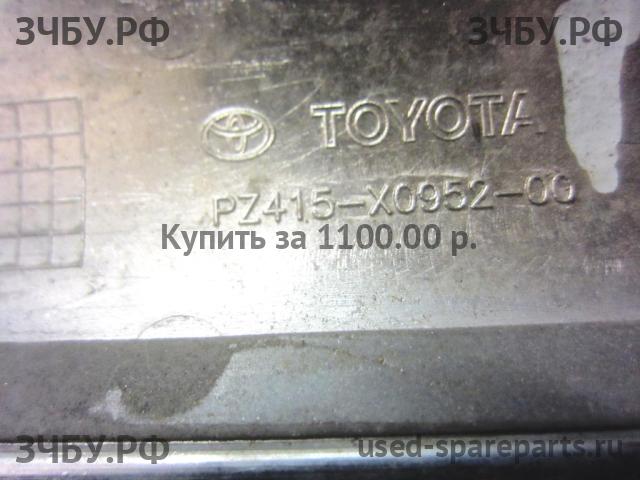 ЗЧБУ.РФ ЗЧБУ.РФ
TOYOTA
PZ415-X0952-00
Купить за 1100.00 р.
ЗЧБУ.РФ used-spareparts.ru